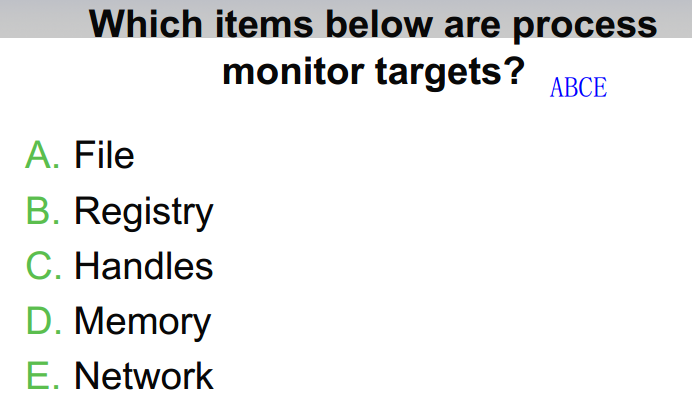 Which items below are process
monitor targets? ABCE
A. File
B. Registry
C. Handles
D. Memory
E. Network